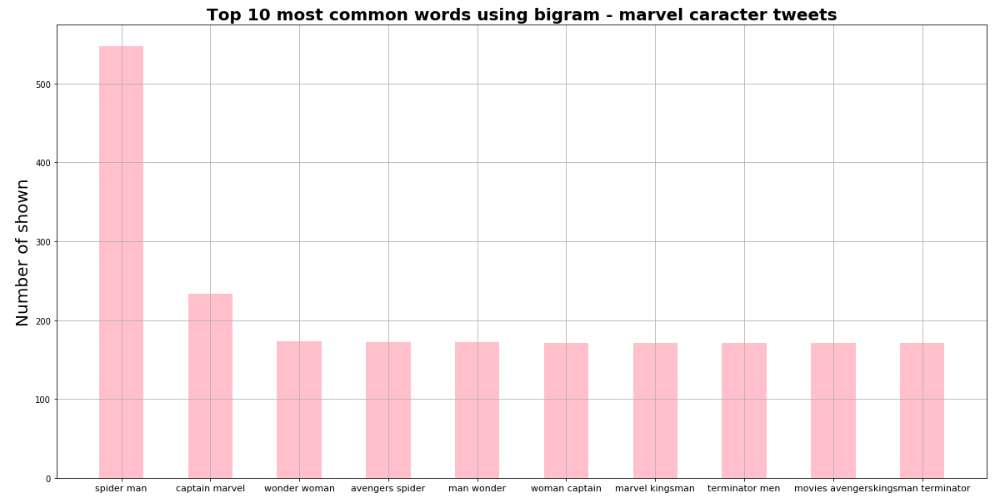 Top 10 most common words using bigram - marvel caracter tweets
Number of shown
500
400
300
200
100
0
spider man captain marvel wonder woman avengers spider man wonder woman captain marvel kingsman terminator men movies avengers kingsman terminator